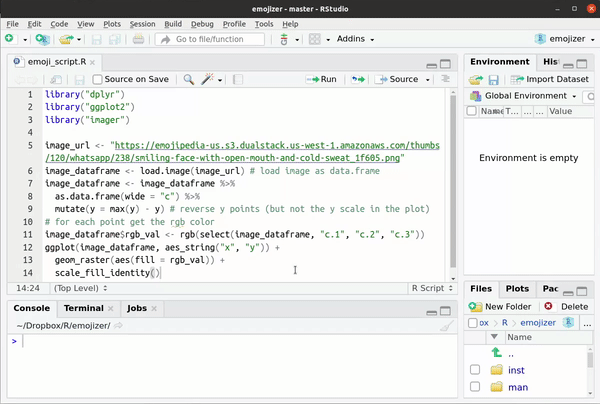 emojizer - master - RStudio
File Edit Code View Plots Session Build Debug Profile Tools Help
Go to file/function
Addins
emojizer
emoji_script.R
Source on Save
Run
Source
1 library("dplyr")
2 library("ggplot2")
3 library("imager")
4
5 image_url <- "https://emojipedia-us.s3.dualstack.us-west-1.amazonaws.com/thumbs
/120/whatsapp/238/smiling-face-with-open-mouth-and-cold-sweat_1f605.png"
6 image_dataframe <- load.image(image_url) # load image as data.frame
7 image_dataframe <- image_dataframe %>%
8 as.data.frame(wide = "c") %>%
9 mutate(y = max(y) - y) # reverse y points (but not the y scale in the plot)
10 # for each point get the rgb color
11 image_dataframe$rgb_val <- rgb(select(image_dataframe, "c.1", "c.2", "c.3"))
12 ggplot(image_dataframe, aes_string("x", "y")) +
13 geom_raster(aes(fill = rgb_val)) +
14 scale_fill_identity()
14:24 (Top Level) R Script
Console Terminal Jobs
~/Dropbox/R/emojizer/
>
Environment His
Import Dataset
Global Environment
Name T... ... ... Value
Environment is empty
Files Plots Pac
New Folder Delete
ox R emojizer ...
Name
..
inst
man